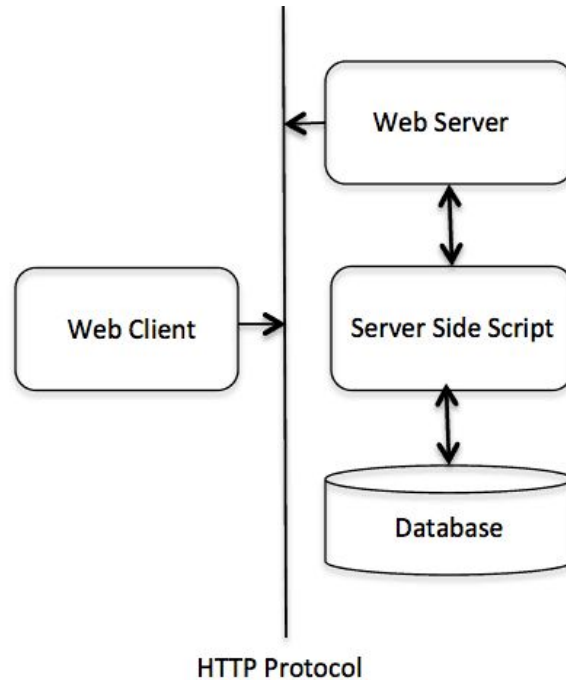 Web Server
Web Client
Server Side Script
Database
HTTP Protocol